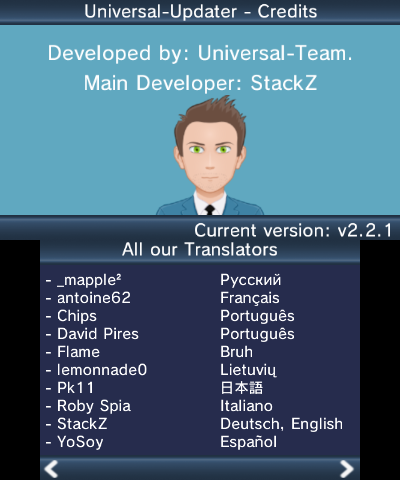 Universal-Updater - Credits
Developed by: Universal-Team.
Main Developer: StackZ
Current version: v2.2.1
All our Translators
- _mapple² Русский
- antoine62 Français
- Chips Português
- David Pires Português
- Flame Bruh
- lemonnade0 Lietuvių
- Pk11 日本語
- Roby Spia Italiano
- StackZ Deutsch, English
- YoSoy Español